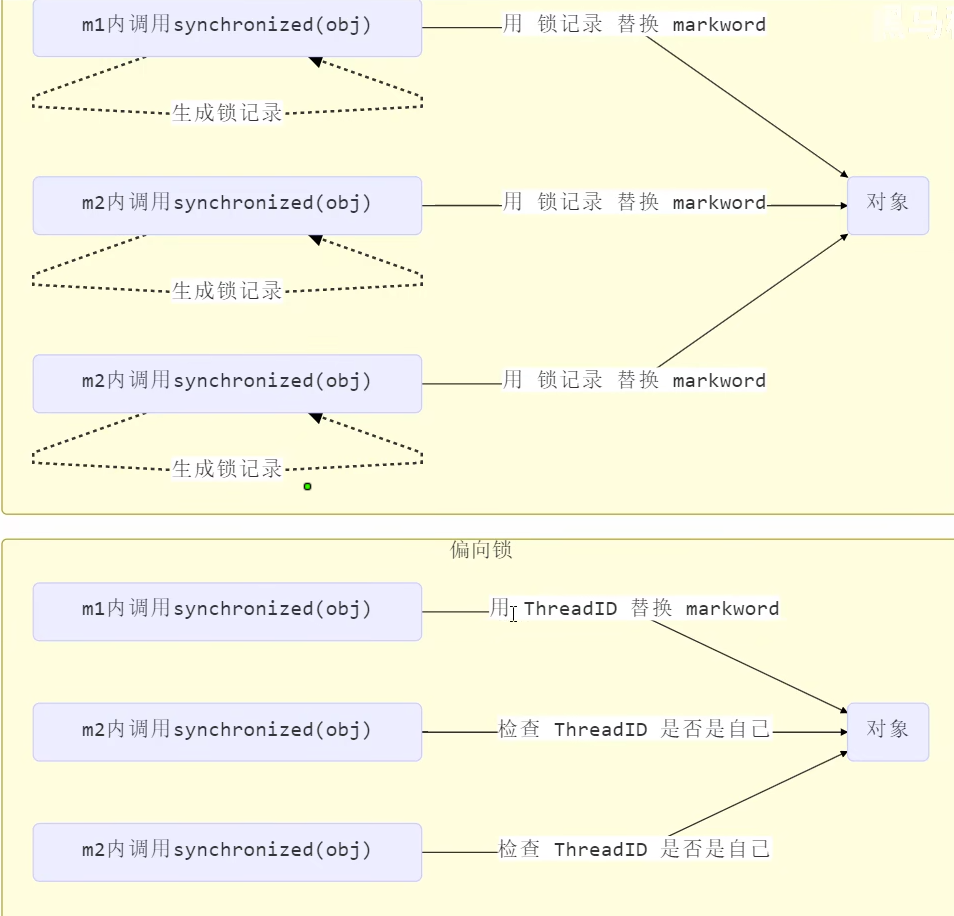 m1内调用synchronized(obj)
用 锁记录 替换 markword
生成锁记录
m2内调用synchronized(obj)
用 锁记录 替换 markword
对象
生成锁记录
m2内调用synchronized(obj)
用 锁记录 替换 markword
生成锁记录
偏向锁
m1内调用synchronized(obj)
用 ThreadID 替换 markword
m2内调用synchronized(obj)
检查 ThreadID 是否是自己
对象
m2内调用synchronized(obj)
检查 ThreadID 是否是自己